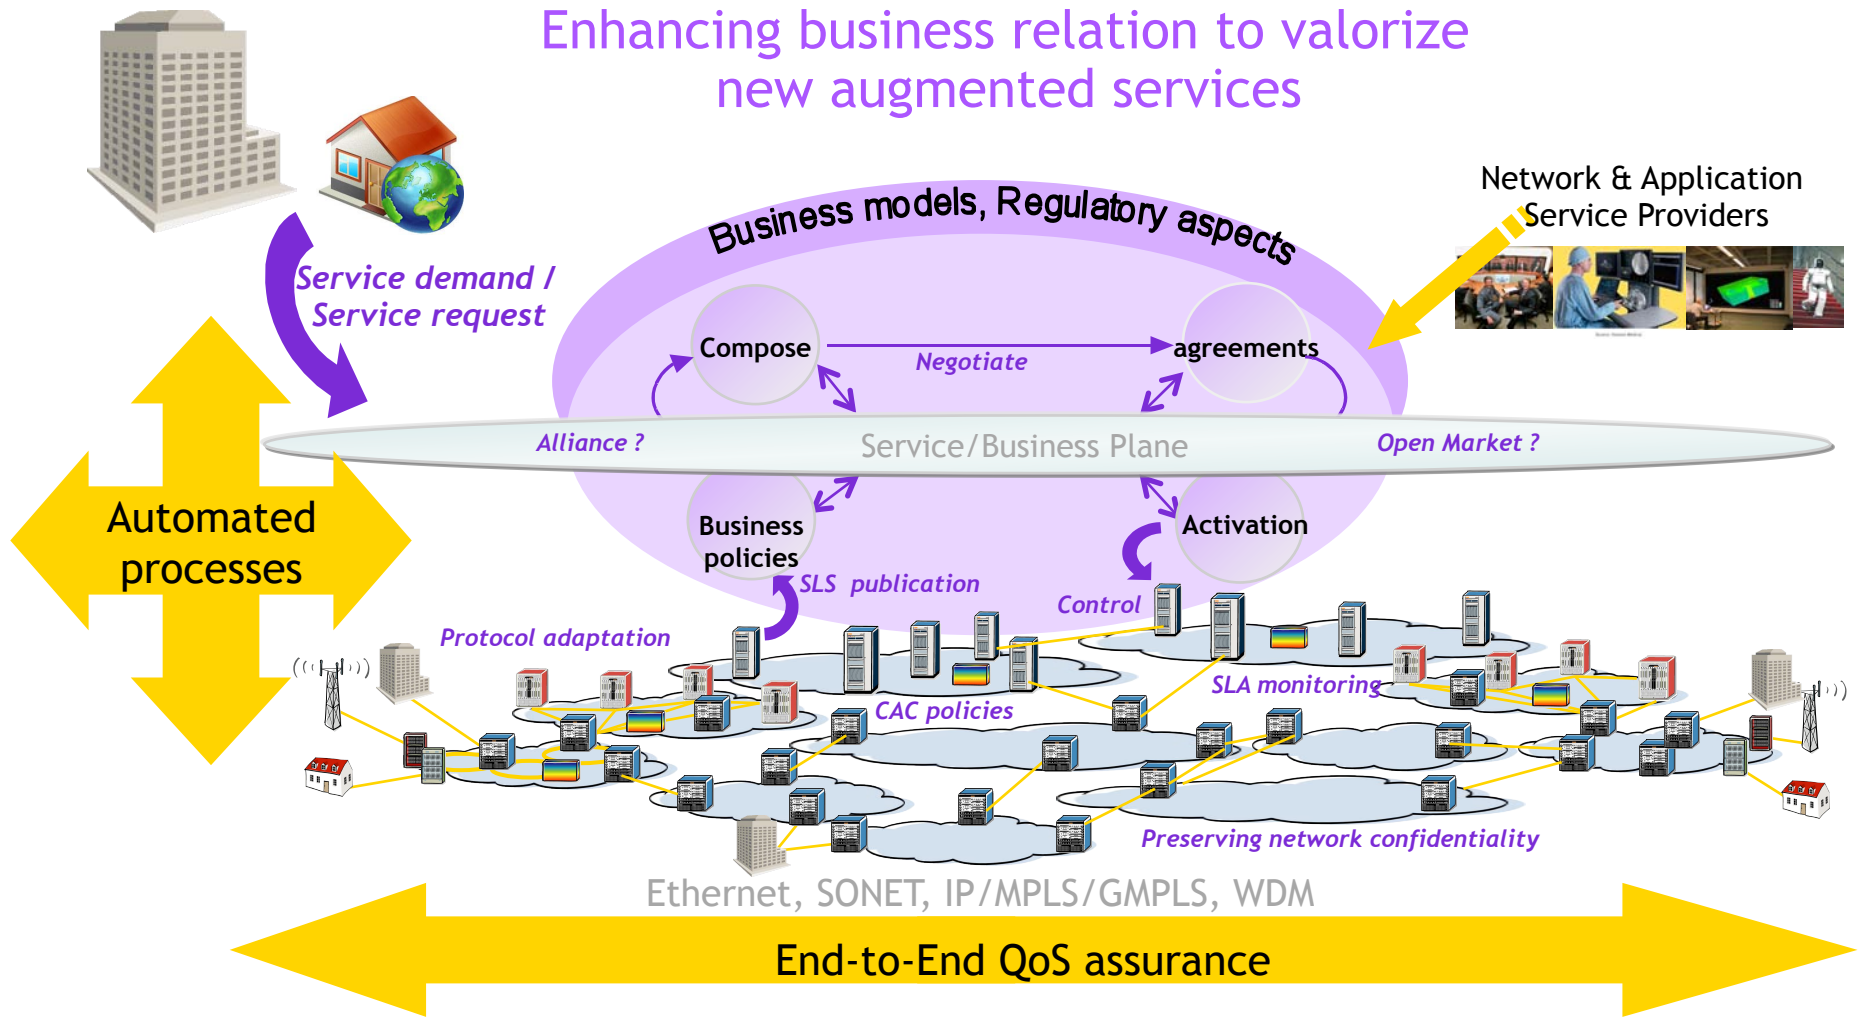 Enhancing business relation to valorize
new augmented services
Network & Application
Service Providers
Business models, Regulatory aspects
Service demand /
Service request
Compose
Negotiate
agreements
Alliance ?
Service/Business Plane
Open Market ?
Automated
processes
Business
policies
Activation
SLS publication
Control
Protocol adaptation
SLA monitoring
CAC policies
Preserving network confidentiality
Ethernet, SONET, IP/MPLS/GMPLS, WDM
End-to-End QoS assurance